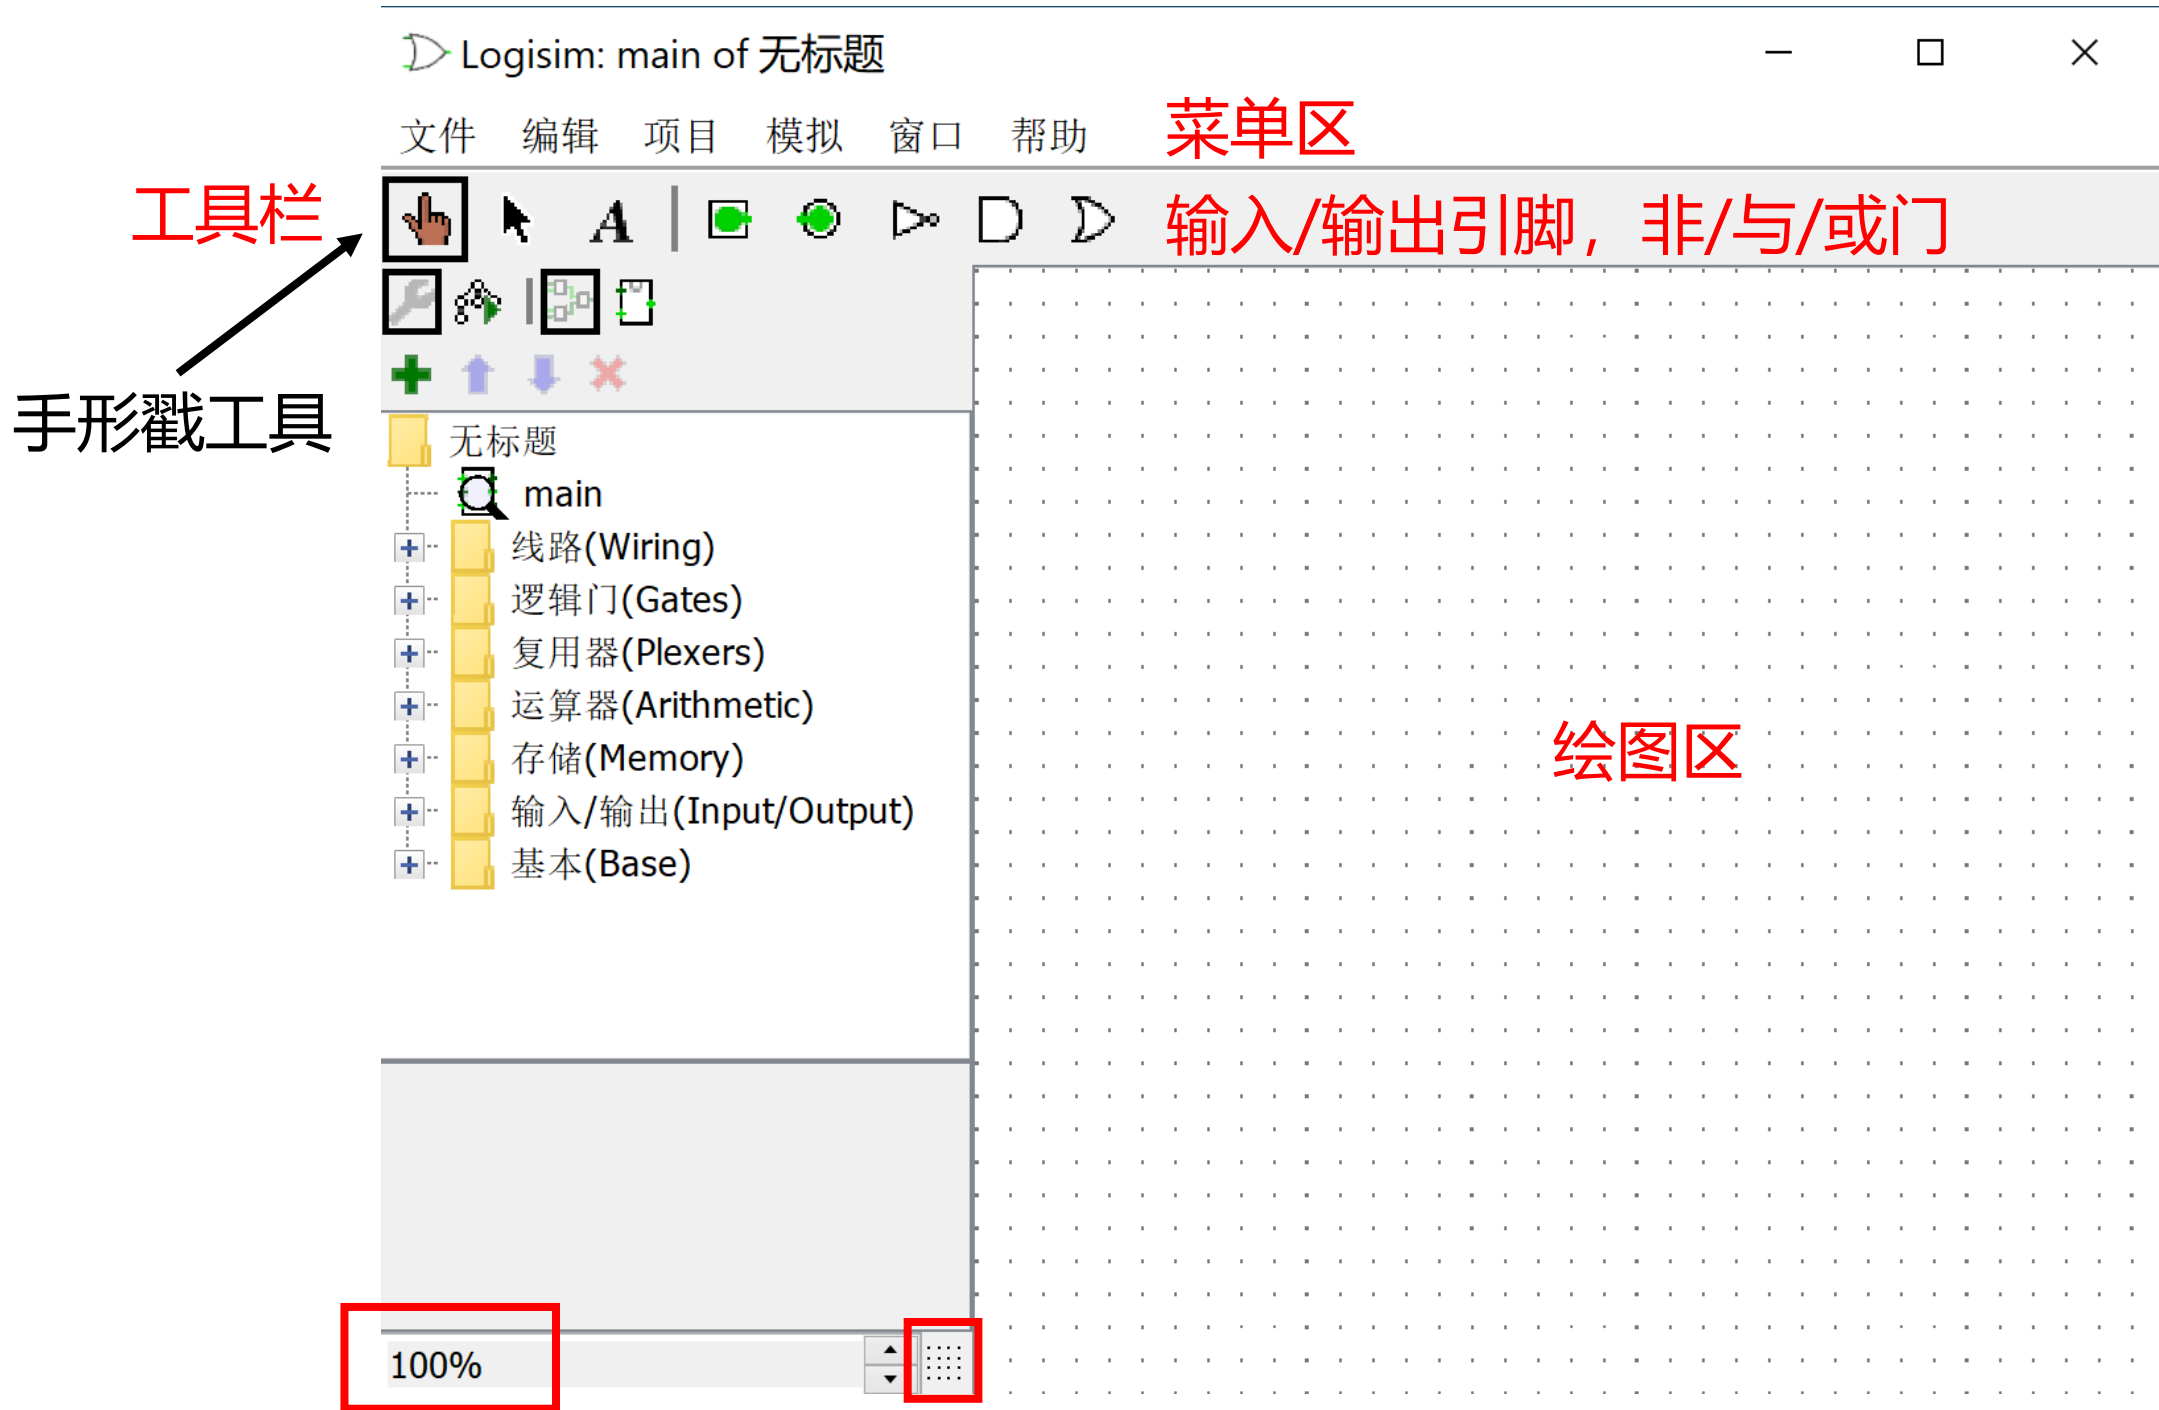 Logisim: main of 无标题
文件 编辑 项目 模拟 窗口 帮助 菜单区
工具栏 A 输入/输出引脚，非/与/或门
手形戳工具
无标题
main
线路(Wiring)
逻辑门(Gates)
复用器(Plexers)
运算器(Arithmetic)
存储(Memory)
输入/输出(Input/Output)
基本(Base)
绘图区
100%